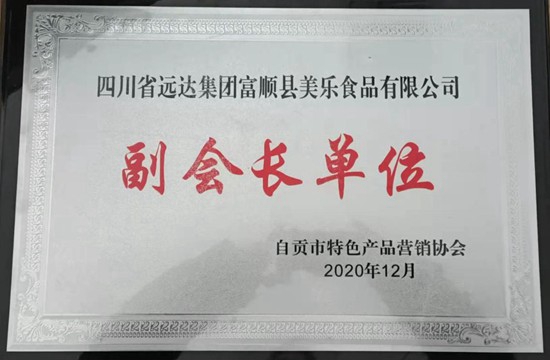 四川省远达集团富顺县美乐食品有限公司
副会长单位
自贡市特色产品营销协会
2020年12月